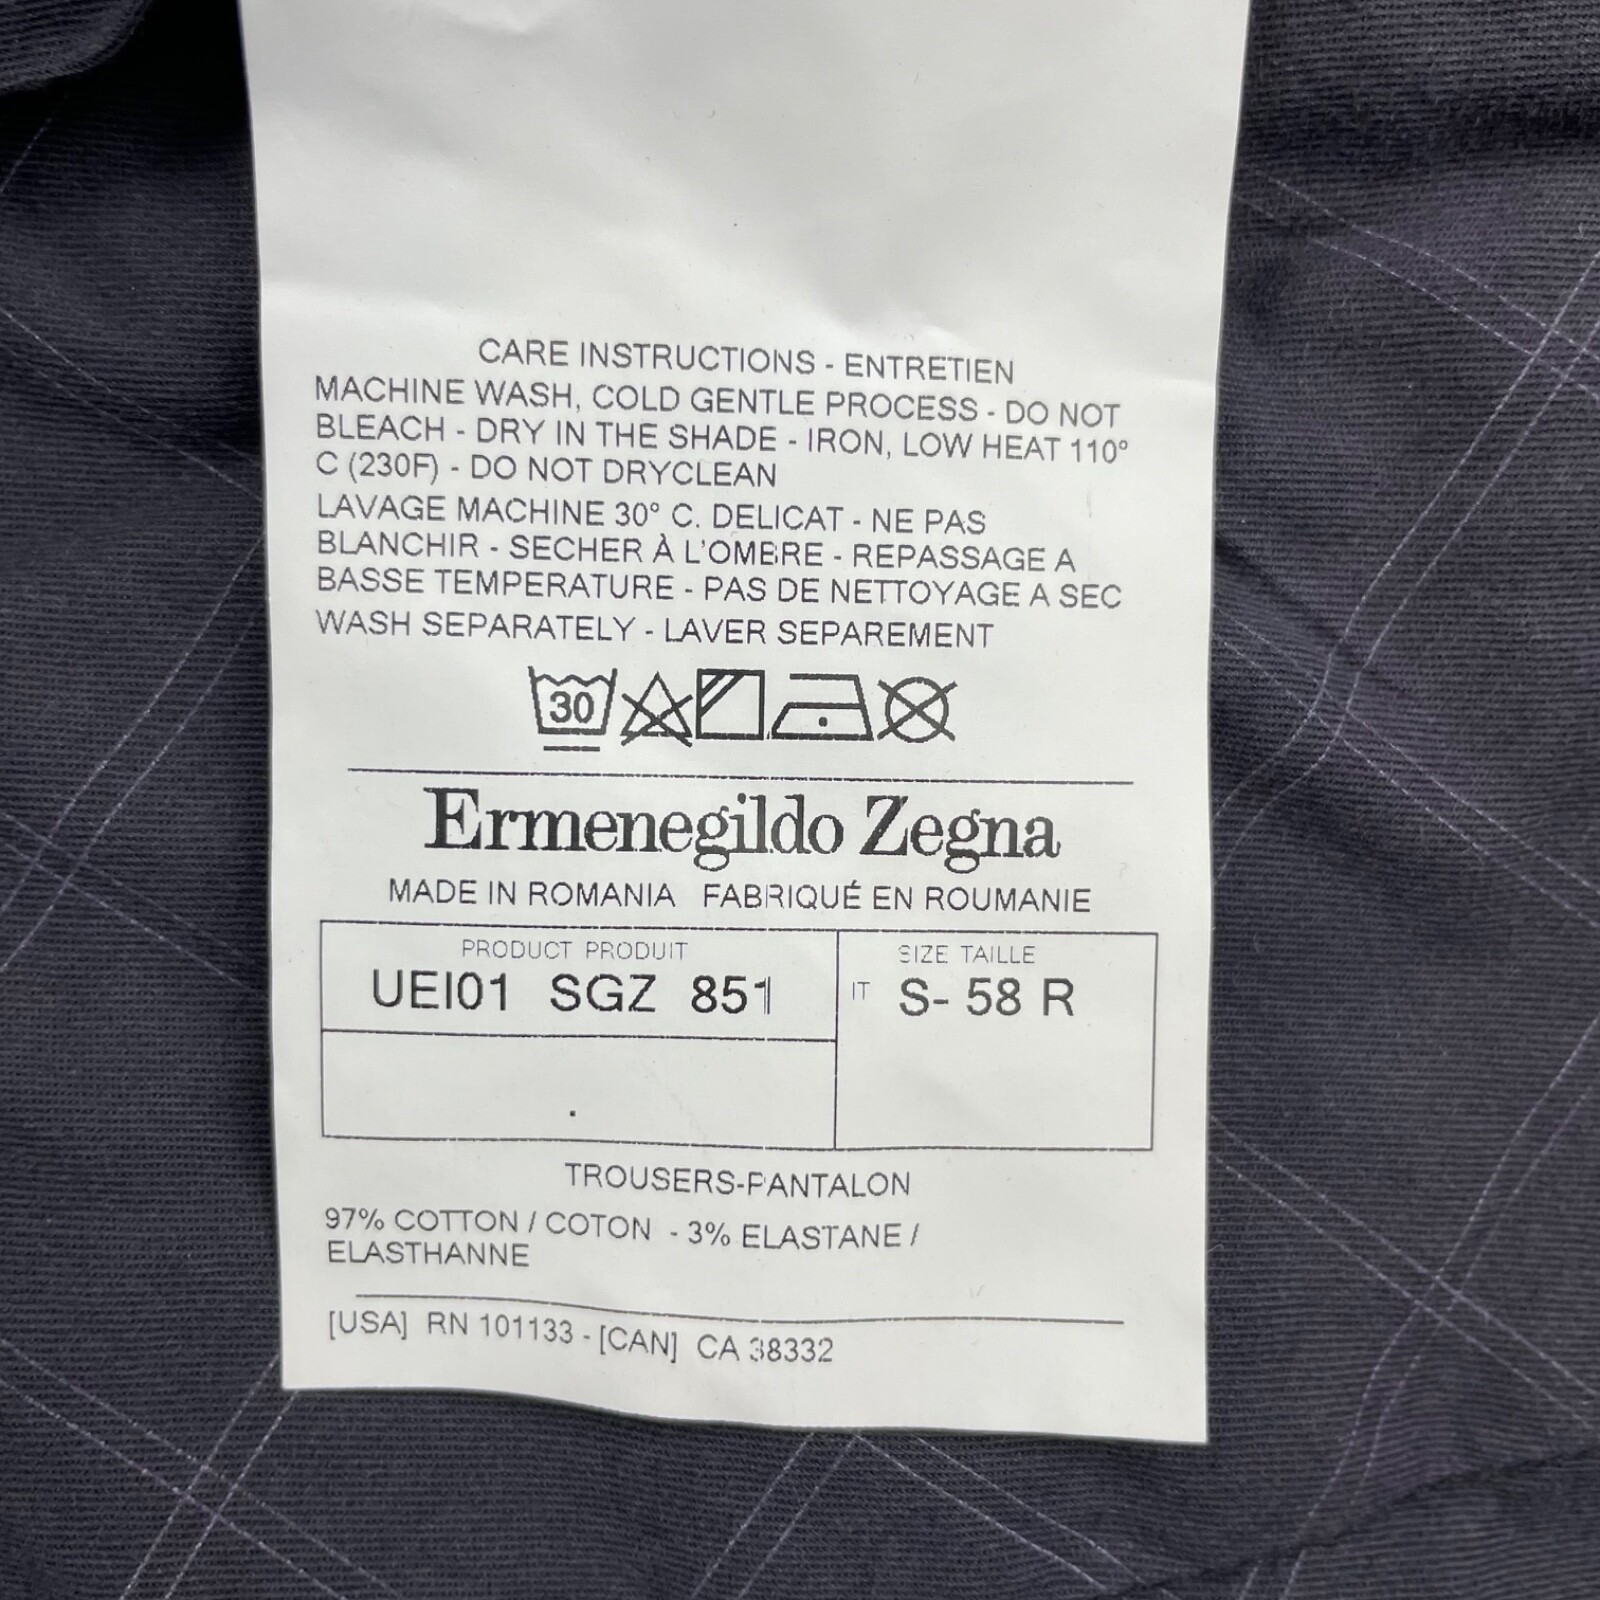 CARE INSTRUCTIONS - ENTRETIEN
MACHINE WASH, COLD GENTLE PROCESS - DO NOT
BLEACH - DRY IN THE SHADE - IRON, LOW HEAT 110°
C (230F) - DO NOT DRYCLEAN
LAVAGE MACHINE 30° C. DELICAT - NE PAS
BLANCHIR - SECHER À L'OMBRE - REPASSAGE A
BASSE TEMPERATURE - PAS DE NETTOYAGE A SEC
WASH SEPARATELY - LAVER SEPAREMENT
30
Ermenegildo Zegna
MADE IN ROMANIA FABRIQUÉ EN ROUMANIE
PRODUCT PRODUIT
UEI01 SGZ 851
SIZE TAILLE
IT S- 58 R
TROUSERS-PANTALON
97% COTTON / COTON - 3% ELASTANE /
ELASTHANNE
[USA] RN 101133 - [CAN] CA 38332